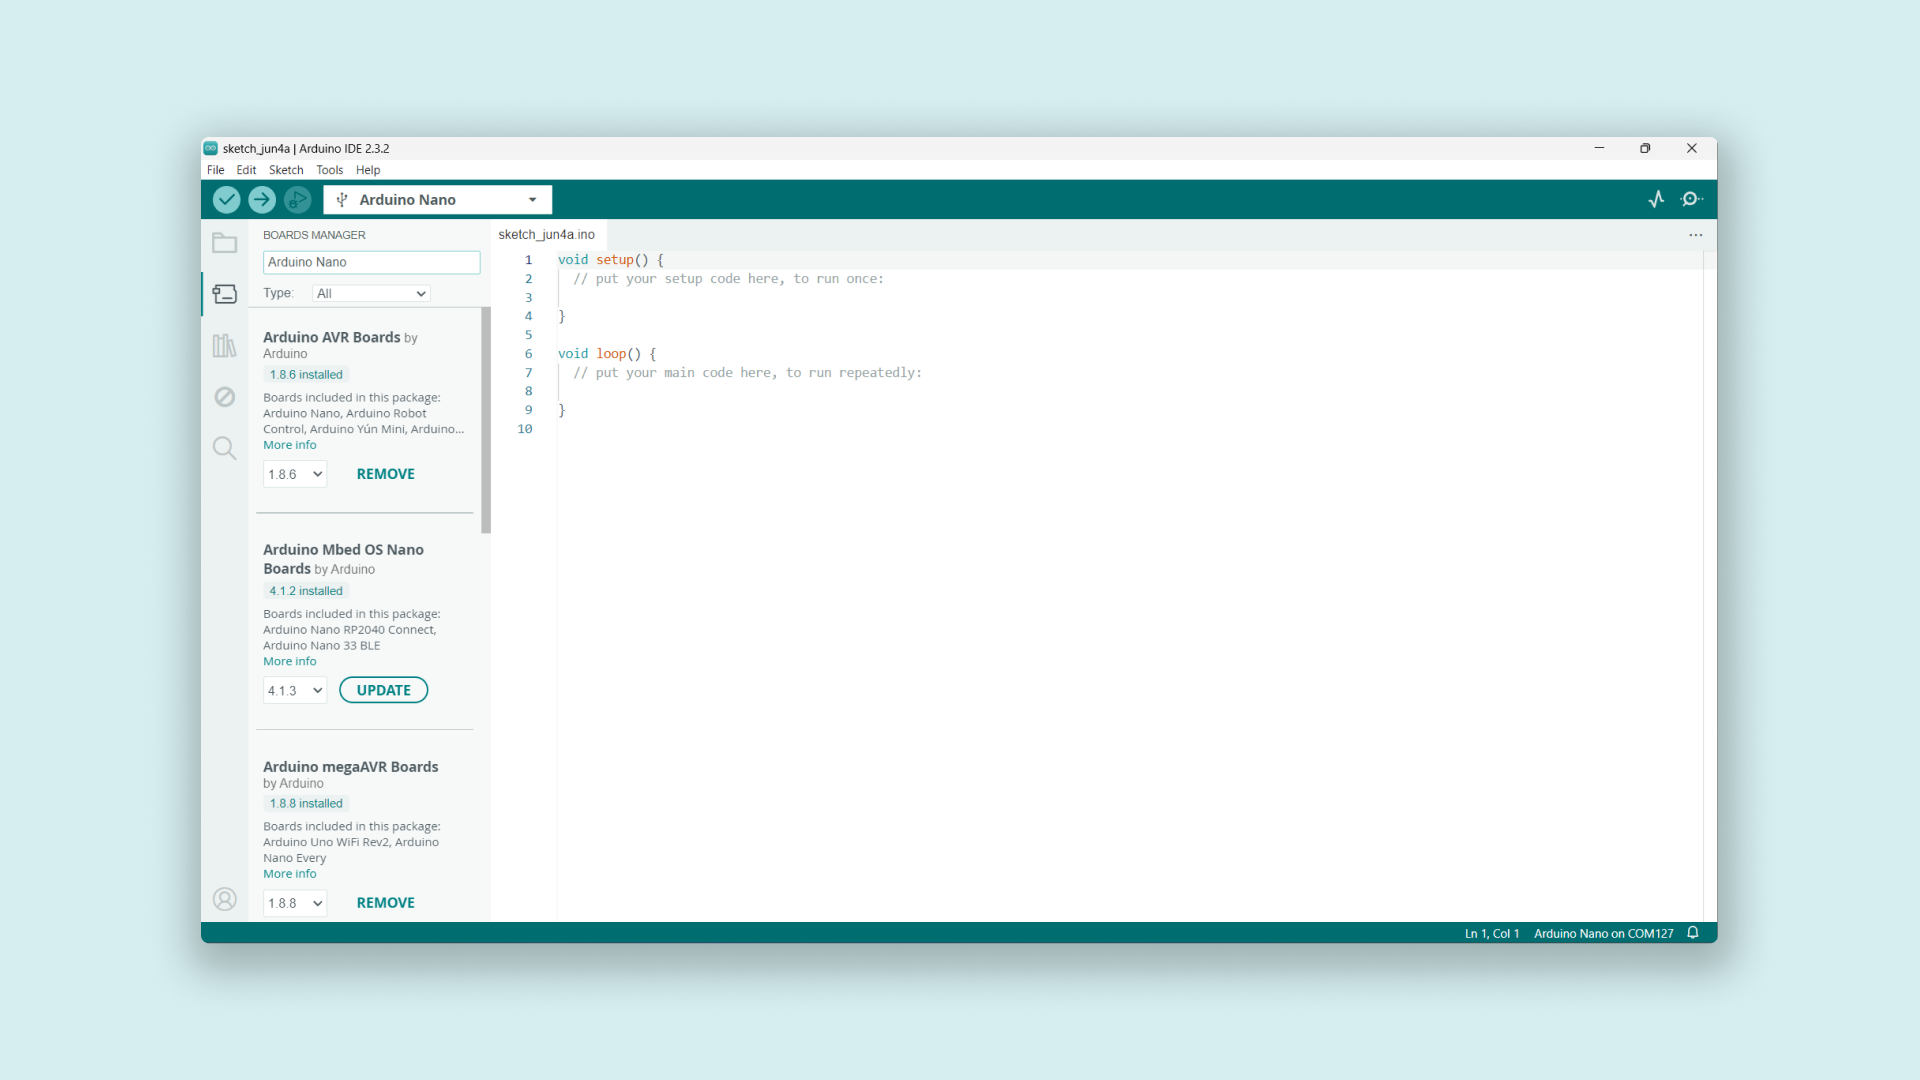 sketch_jun4a | Arduino IDE 2.3.2
File Edit Sketch Tools Help
Arduino Nano
BOARDS MANAGER
Arduino Nano
Type: All
Arduino AVR Boards by
Arduino
1.8.6 installed
Boards included in this package:
Arduino Nano, Arduino Robot
Control, Arduino Yún Mini, Arduino...
More info
1.8.6 REMOVE
Arduino Mbed OS Nano
Boards by Arduino
4.1.2 installed
Boards included in this package:
Arduino Nano RP2040 Connect,
Arduino Nano 33 BLE
More info
4.1.3 UPDATE
Arduino megaAVR Boards
by Arduino
1.8.8 installed
Boards included in this package:
Arduino Uno WiFi Rev2, Arduino
Nano Every
More info
1.8.8 REMOVE
sketch_jun4a.ino
1 void setup() {
2 // put your setup code here, to run once:
3
4 }
5
6 void loop() {
7 // put your main code here, to run repeatedly:
8
9 }
10
Ln 1, Col 1 Arduino Nano on COM127